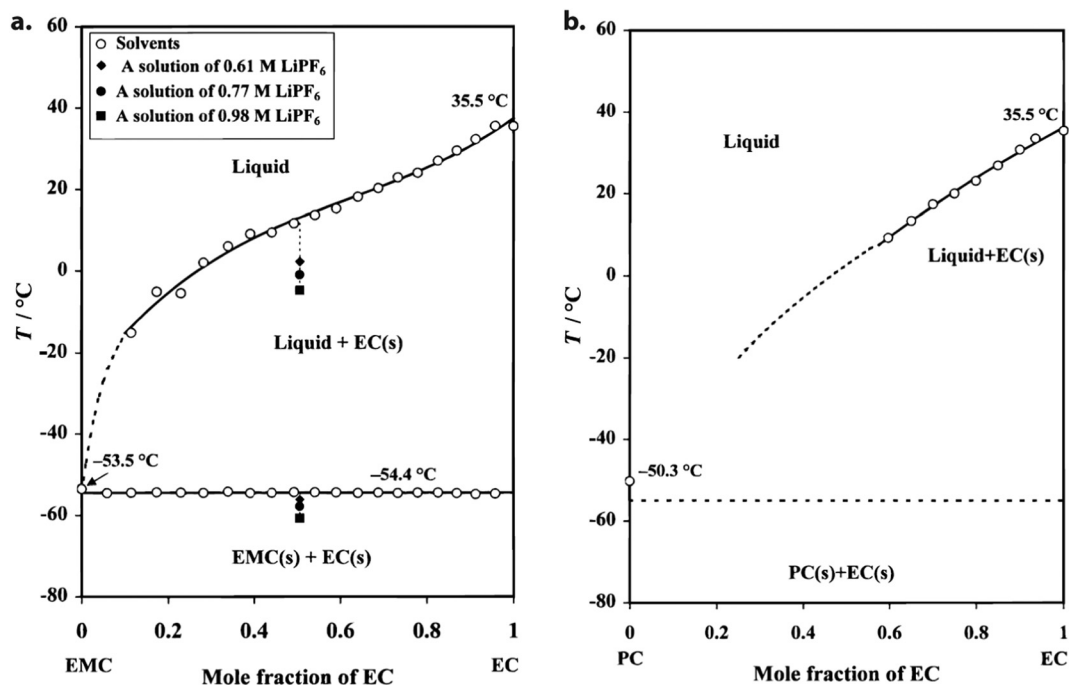 a.
60
40
20
0
-20
-40
-60
-80
T / °C
Solvents
A solution of 0.61 M LiPF6
A solution of 0.77 M LiPF6
A solution of 0.98 M LiPF6
35.5 °C
Liquid
Liquid + EC(s)
–53.5 °C
–54.4 °C
EMC(s) + EC(s)
0 0.2 0.4 0.6 0.8 1
EMC EC
Mole fraction of EC
b.
60
40
20
0
-20
-40
-60
-80
T / °C
35.5 °C
Liquid
Liquid+EC(s)
–50.3 °C
PC(s)+EC(s)
0 0.2 0.4 0.6 0.8 1
PC EC
Mole fraction of EC